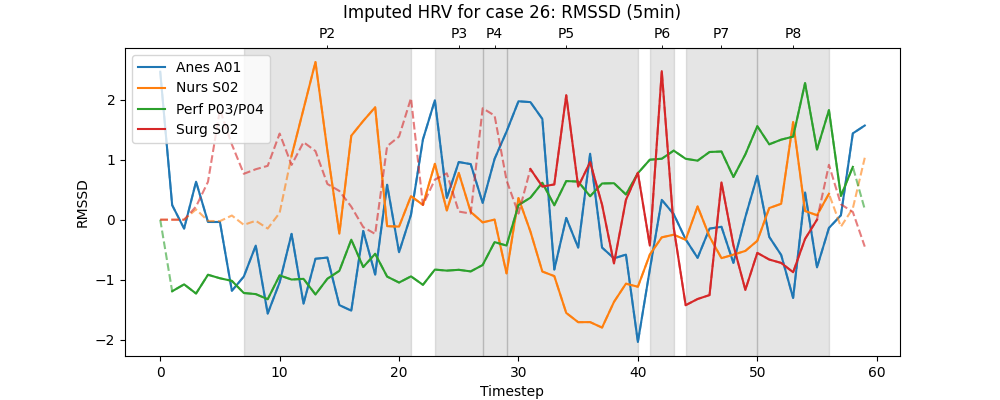 Imputed HRV for case 26: RMSSD (5min)
P2 P3 P4 P5 P6 P7 P8
Anes A01
Nurs S02
Perf P03/P04
Surg S02
RMSSD
2
1
0
−1
−2
0 10 20 30 40 50 60
Timestep